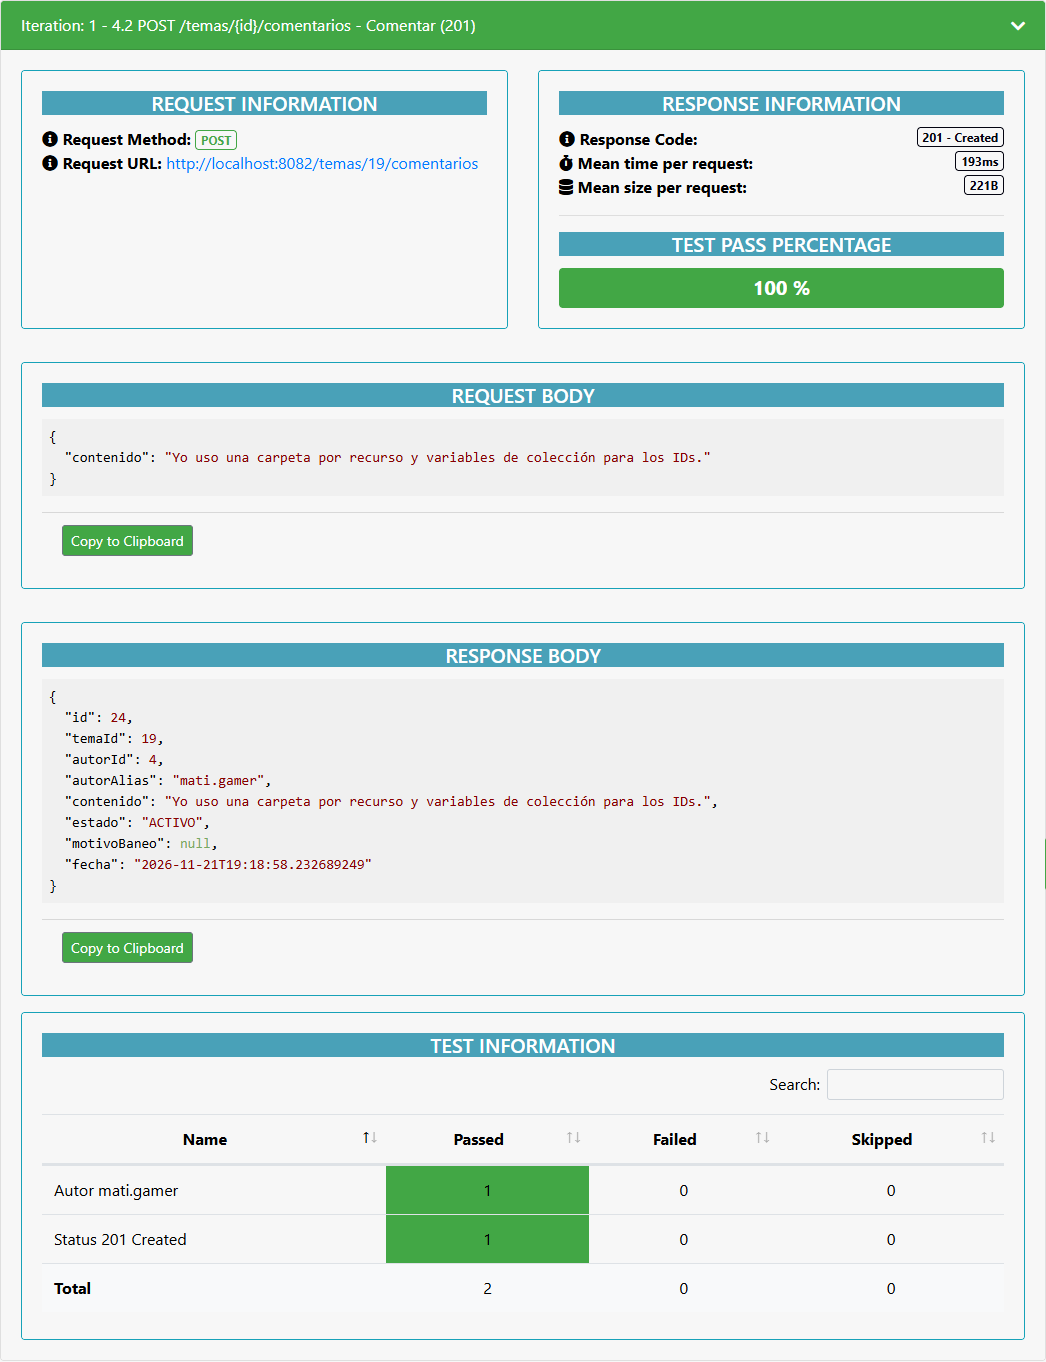 Iteration: 1 - 4.2 POST /temas/{id}/comentarios - Comentar (201)
REQUEST INFORMATION
Request Method: POST
Request URL: http://localhost:8082/temas/19/comentarios
RESPONSE INFORMATION
Response Code: 201 - Created
Mean time per request: 193ms
Mean size per request: 221B
TEST PASS PERCENTAGE
100 %
REQUEST BODY
{
  "contenido": "Yo uso una carpeta por recurso y variables de colección para los IDs."
}
Copy to Clipboard
RESPONSE BODY
{
  "id": 24,
  "temaId": 19,
  "autorId": 4,
  "autorAlias": "mati.gamer",
  "contenido": "Yo uso una carpeta por recurso y variables de colección para los IDs.",
  "estado": "ACTIVO",
  "motivoBaneo": null,
  "fecha": "2026-11-21T19:18:58.232689249"
}
Copy to Clipboard
TEST INFORMATION
Search:
Name Passed Failed Skipped
Autor mati.gamer 1 0 0
Status 201 Created 1 0 0
Total 2 0 0